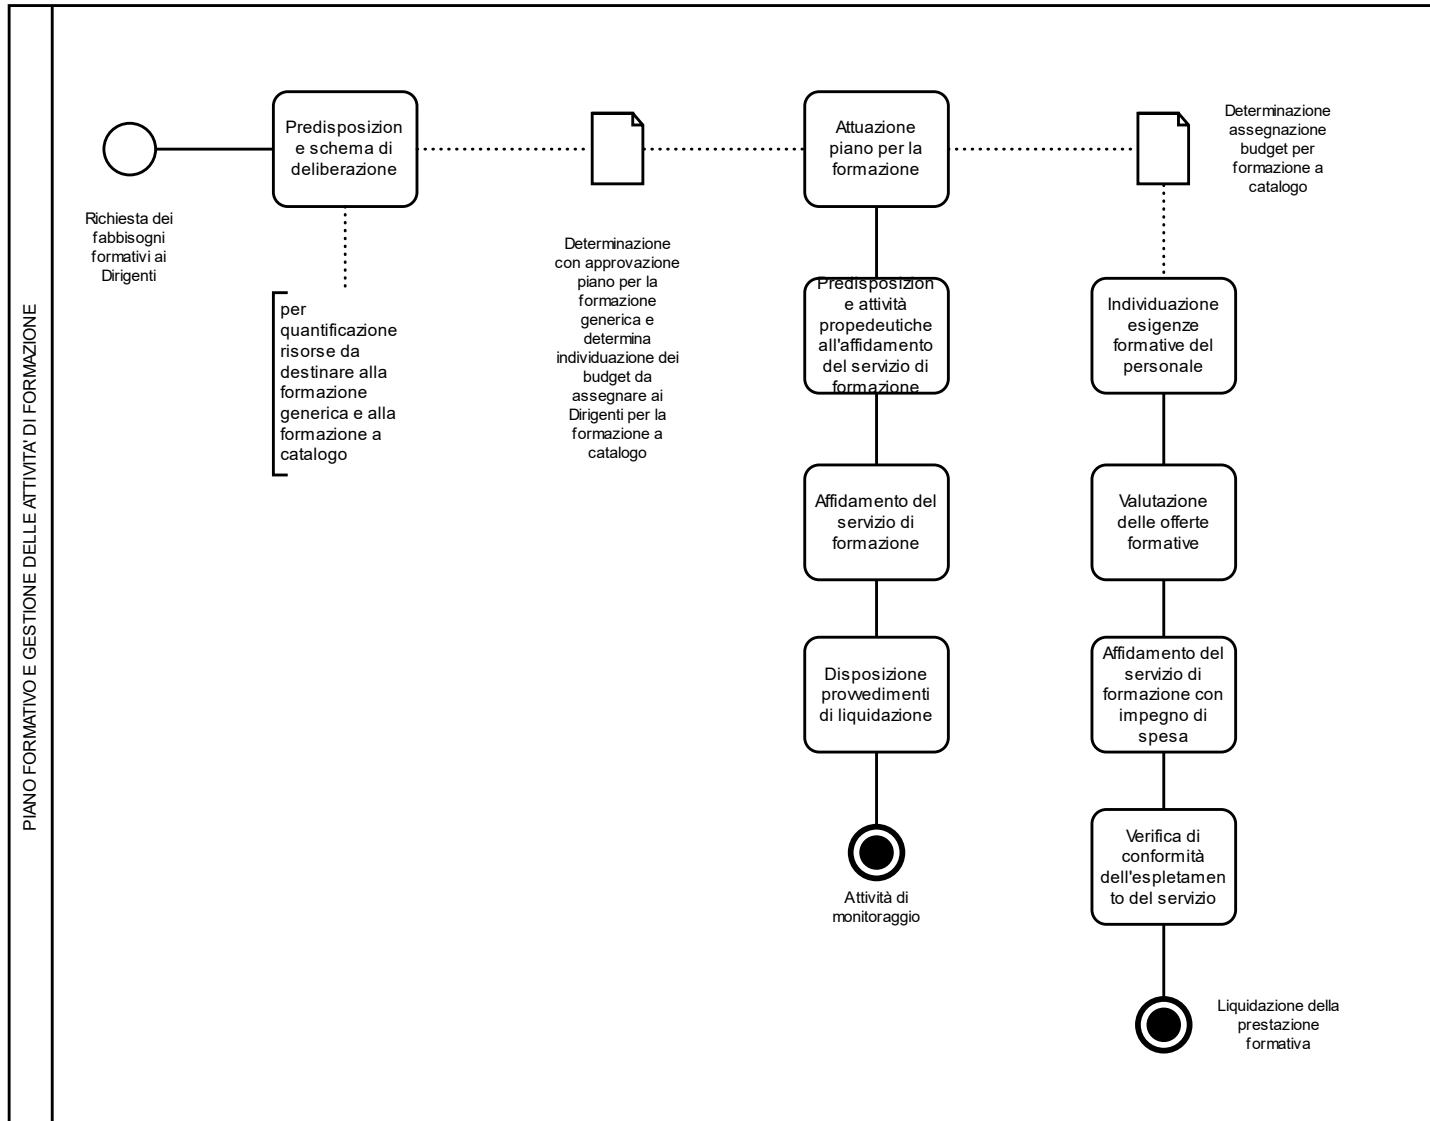 PIANO FORMATIVO E GESTIONE DELLE ATTIVITA' DI FORMAZIONE
Richiesta dei
fabbisogni
formativi ai
Dirigenti
Predisposizion
e schema di
deliberazione
per
quantificazione
risorse da
destinare alla
formazione
generica e alla
formazione a
catalogo
Determinazione
con approvazione
piano per la
formazione
generica e
determina
individuazione dei
budget da
assegnare ai
Dirigenti per la
formazione a
catalogo
Attuazione
piano per la
formazione
Predisposizion
e attività
propedeutiche
all'affidamento
del servizio di
formazione
Affidamento del
servizio di
formazione
Disposizione
provvedimenti
di liquidazione
Attività di
monitoraggio
Determinazione
assegnazione
budget per
formazione a
catalogo
Individuazione
esigenze
formative del
personale
Valutazione
delle offerte
formative
Affidamento del
servizio di
formazione con
impegno di
spesa
Verifica di
conformità
dell'espletamen
to del servizio
Liquidazione della
prestazione
formativa